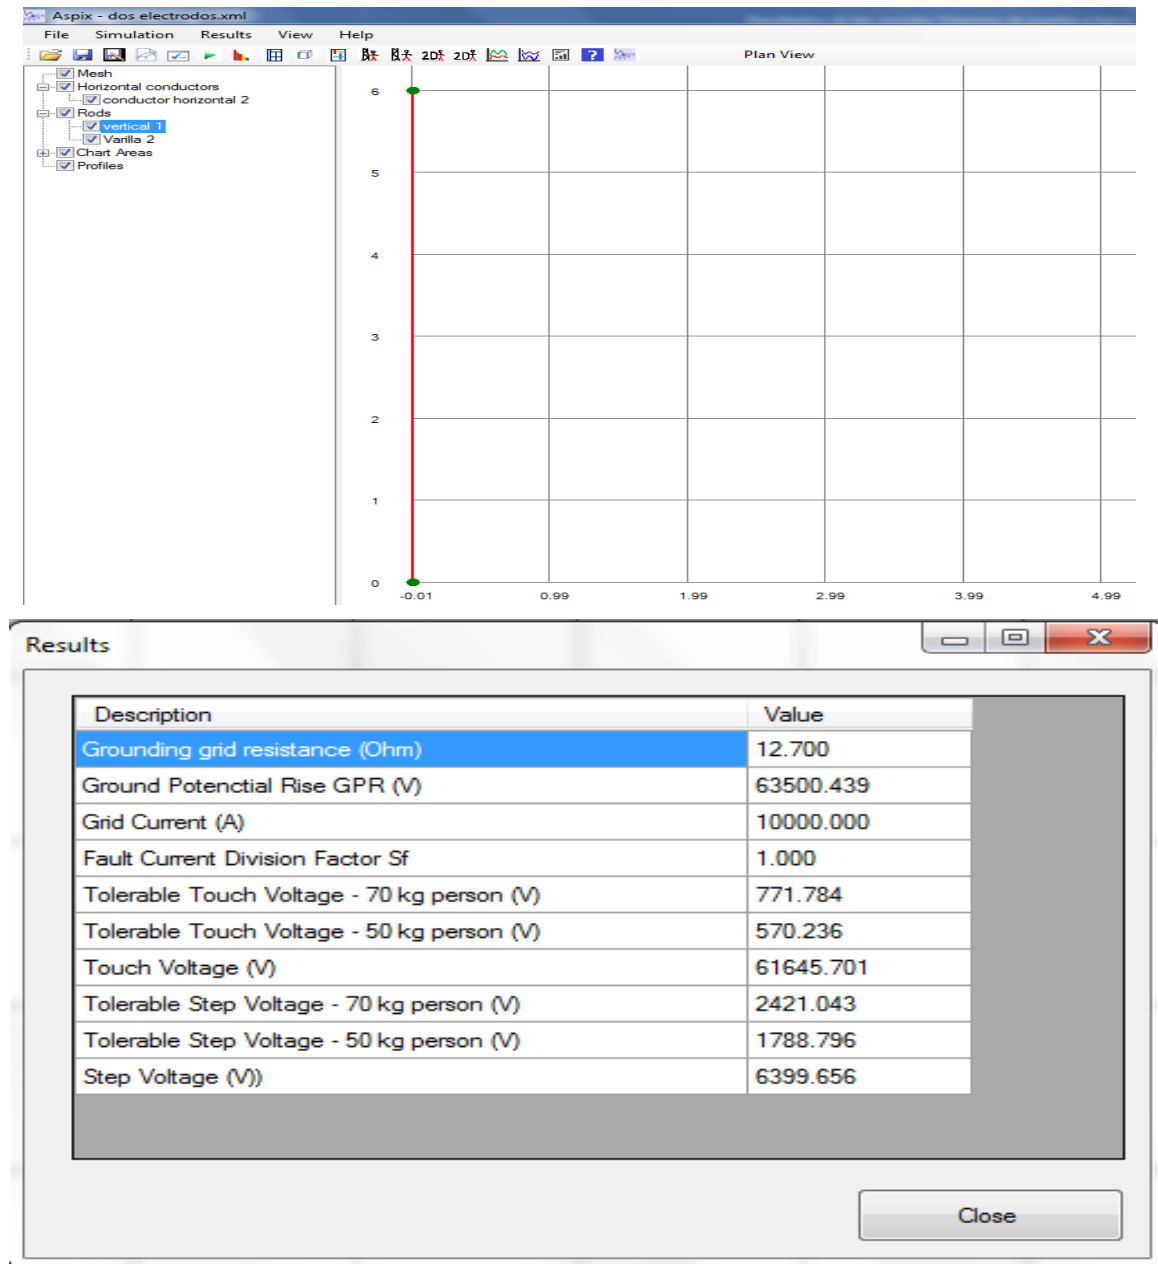 Aspix - dos electrodos.xml
File Simulation Results View Help
2D 2D ? Plan View
Mesh
Horizontal conductors
conductor horizontal 2
Rods
vertical 1
Varilla 2
Chart Areas
Profiles
6
5
4
3
2
1
0
-0.01 0.99 1.99 2.99 3.99 4.99
Results
Description Value
Grounding grid resistance (Ohm) 12.700
Ground Potenctial Rise GPR (V) 63500.439
Grid Current (A) 10000.000
Fault Current Division Factor Sf 1.000
Tolerable Touch Voltage - 70 kg person (V) 771.784
Tolerable Touch Voltage - 50 kg person (V) 570.236
Touch Voltage (V) 61645.701
Tolerable Step Voltage - 70 kg person (V) 2421.043
Tolerable Step Voltage - 50 kg person (V) 1788.796
Step Voltage (V)) 6399.656
Close